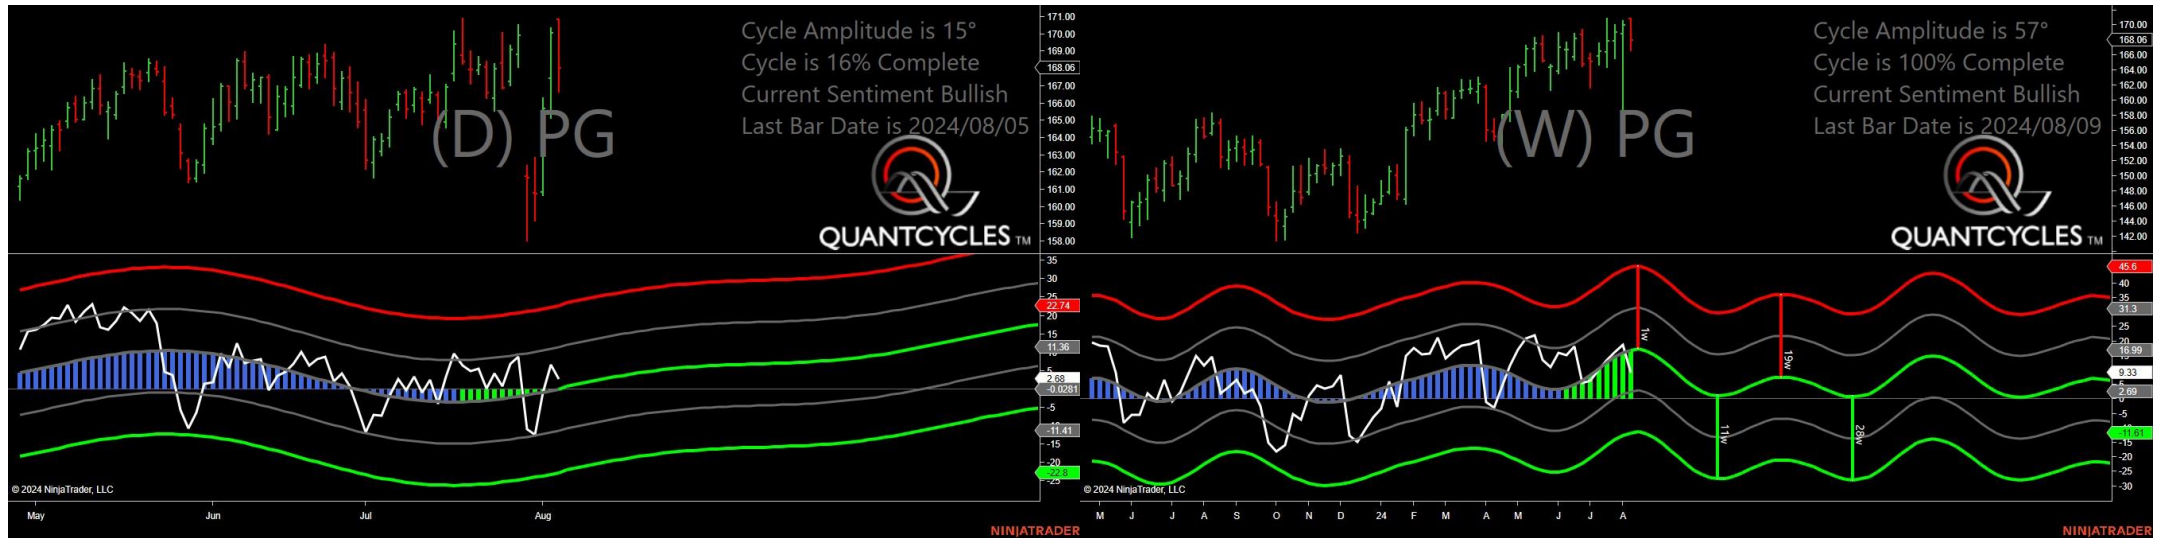 Cycle Amplitude is 15°
Cycle is 16% Complete
Current Sentiment Bullish
Last Bar Date is 2024/08/05
(D) PG
QUANTCYCLES TM
171.00
170.00
169.00
168.06
167.00
166.00
165.00
164.00
163.00
162.00
161.00
160.00
159.00
158.00
35
30
25
22.74
20
15
11.36
2.68
-0.0281
-5
-11.41
-15
-20
-22.8
-25
© 2024 NinjaTrader, LLC
May Jun Jul Aug
NINJATRADER
Cycle Amplitude is 57°
Cycle is 100% Complete
Current Sentiment Bullish
Last Bar Date is 2024/08/09
(W) PG
QUANTCYCLES TM
170.00
168.06
166.00
164.00
162.00
160.00
158.00
156.00
154.00
152.00
150.00
148.00
146.00
144.00
142.00
45.6
40
35
31.3
25
20
16.99
9.33
2.69
-5
-11.61
-15
-20
-25
-30
1w
19w
11w
28w
© 2024 NinjaTrader, LLC
M J J A S O N D 24 F M A M J J A
NINJATRADER